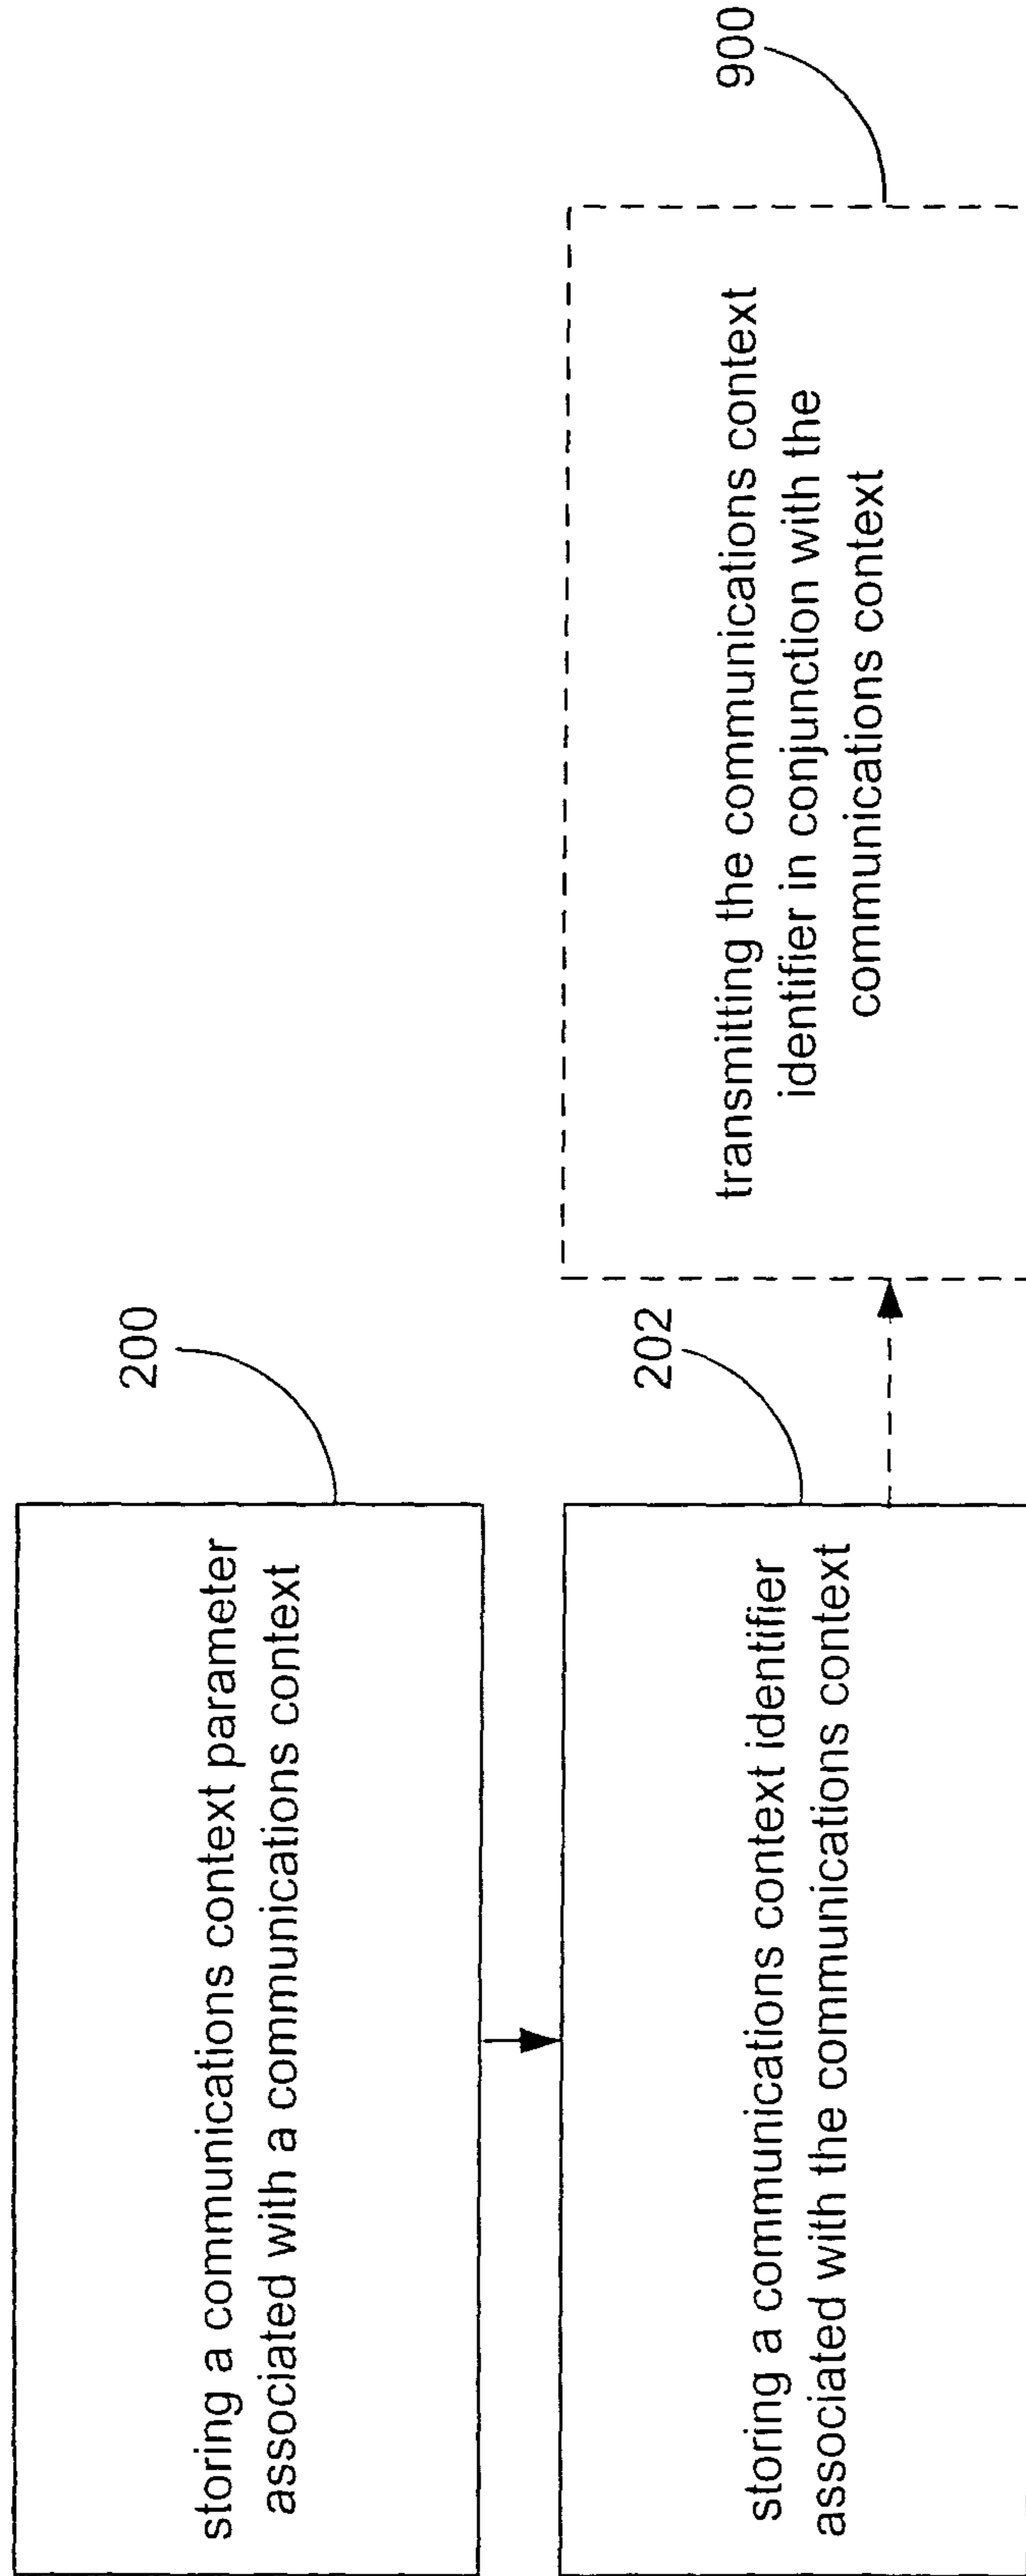 200
storing a communications context parameter
associated with a communications context
202
storing a communications context identifier
associated with the communications context
900
transmitting the communications context
identifier in conjunction with the
communications context